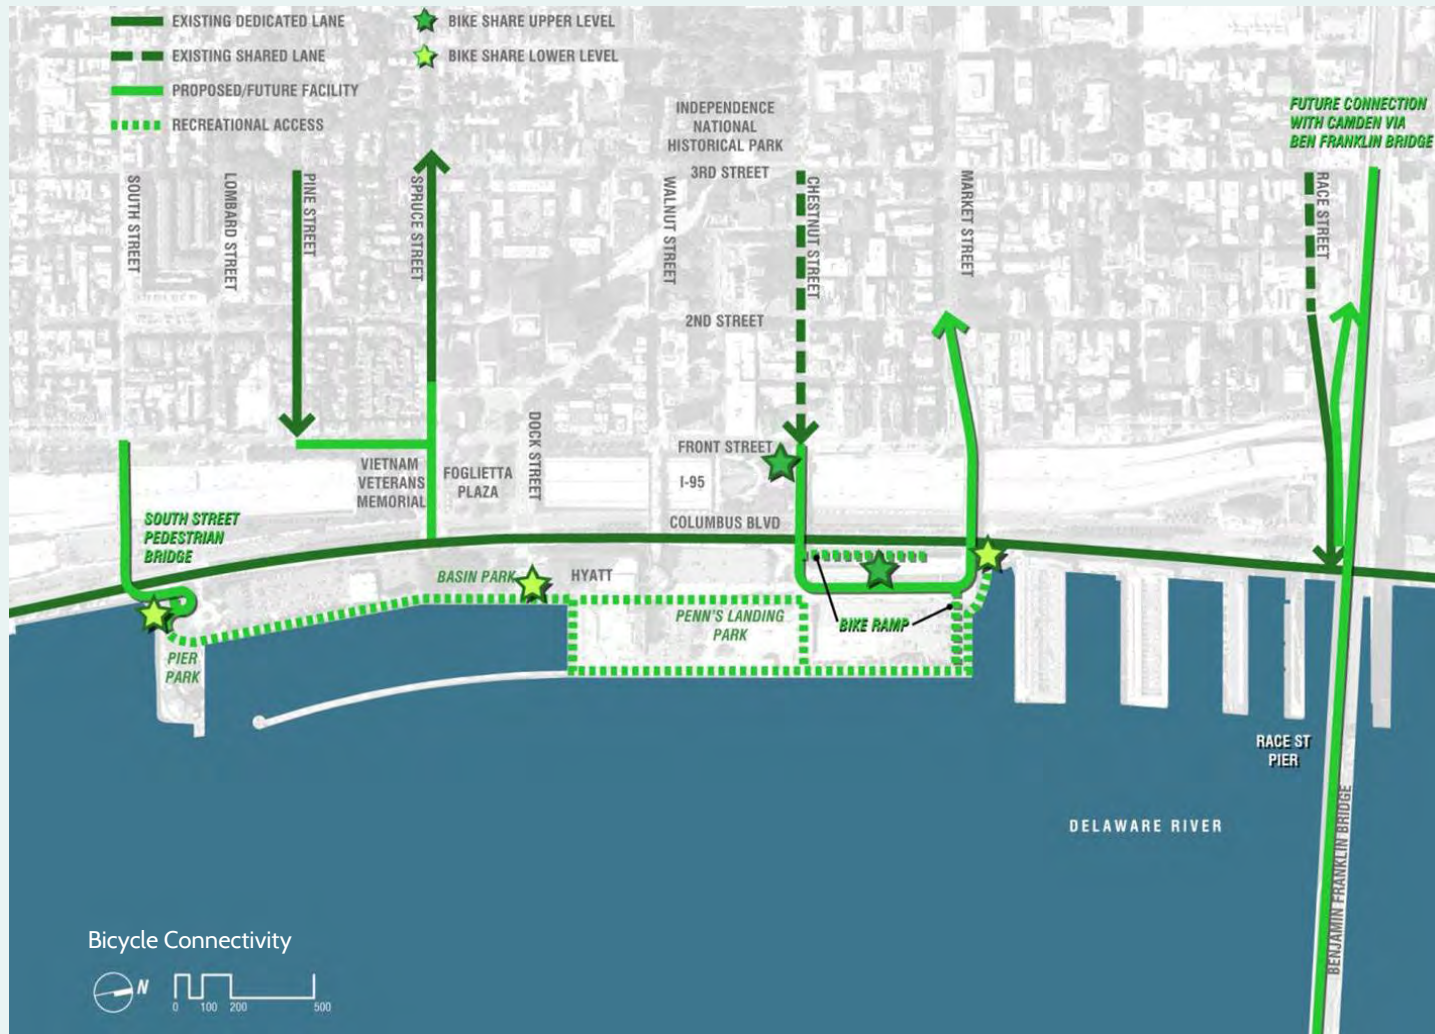 EXISTING DEDICATED LANE
EXISTING SHARED LANE
PROPOSED/FUTURE FACILITY
RECREATIONAL ACCESS
BIKE SHARE UPPER LEVEL
BIKE SHARE LOWER LEVEL
INDEPENDENCE
NATIONAL
HISTORICAL PARK
3RD STREET
FUTURE CONNECTION
WITH CAMDEN VIA
BEN FRANKLIN BRIDGE
SOUTH STREET
LOMBARD STREET
PINE STREET
SPRUCE STREET
WALNUT STREET
CHESTNUT STREET
MARKET STREET
RACE STREET
2ND STREET
DOCK STREET
FRONT STREET
VIETNAM
VETERANS
MEMORIAL
FOGLIETTA
PLAZA
I-95
COLUMBUS BLVD
SOUTH STREET
PEDESTRIAN
BRIDGE
BASIN PARK
HYATT
PENN'S LANDING
PARK
BIKE RAMP
PIER
PARK
RACE ST
PIER
DELAWARE RIVER
BENJAMIN FRANKLIN BRIDGE
Bicycle Connectivity
N
0 100 200 500